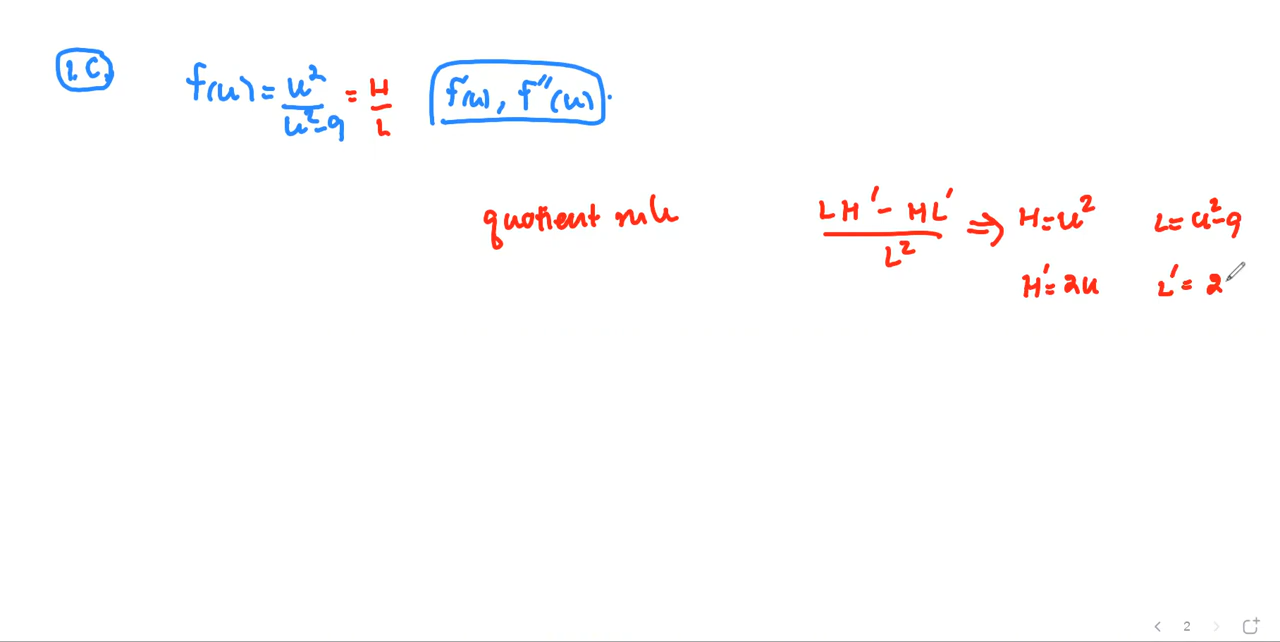 1.C.
f(u) = u²/u²-9 = H/L f'(u), f''(u).
quotient rule LH' - HL'/L² ⇒ H=u² L=u²-9
H'=2u L'= 2
< 2 >